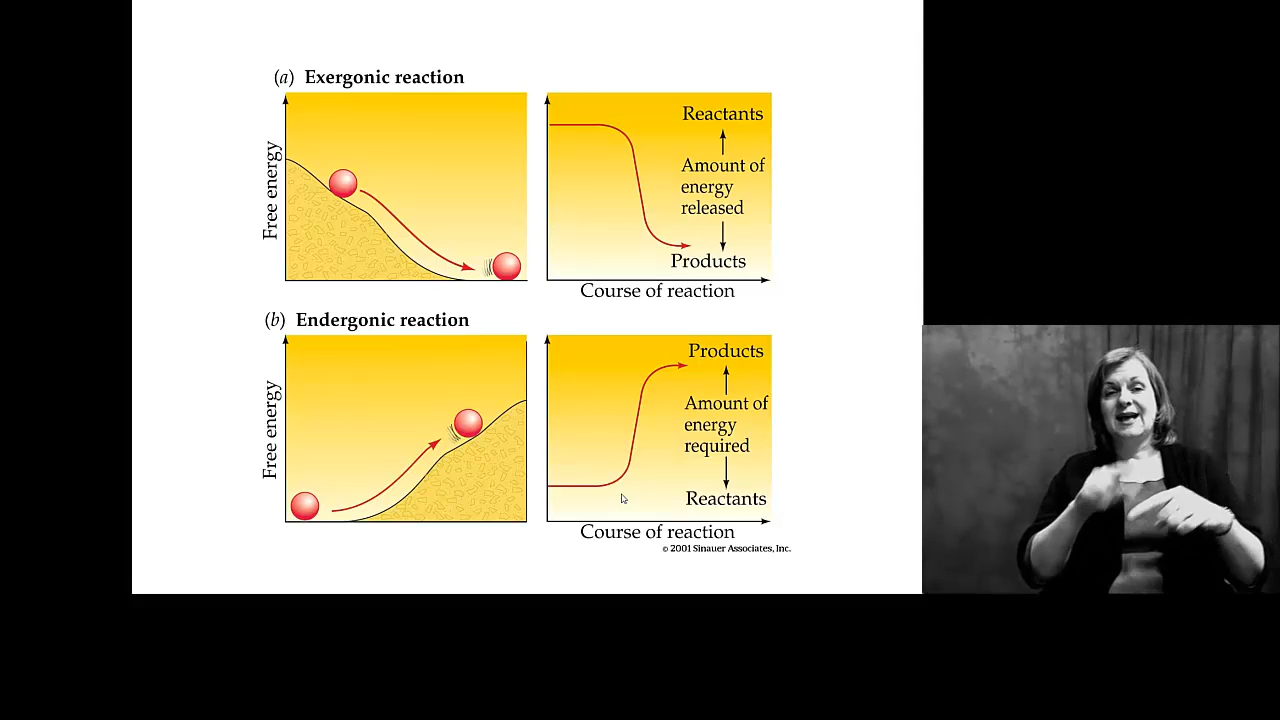 (a) Exergonic reaction
Free energy
Reactants
Amount of
energy
released
Products
Course of reaction
(b) Endergonic reaction
Free energy
Products
Amount of
energy
required
Reactants
Course of reaction
© 2001 Sinauer Associates, Inc.